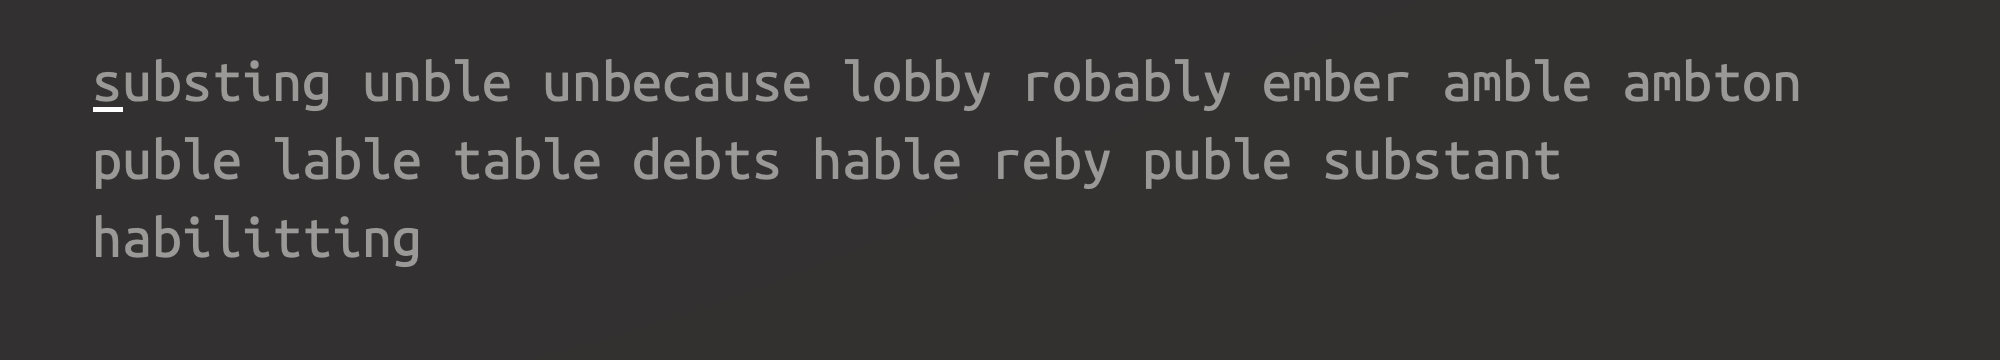 substing unble unbecause lobby robably ember amble ambton
puble lable table debts hable reby puble substant
habilitting